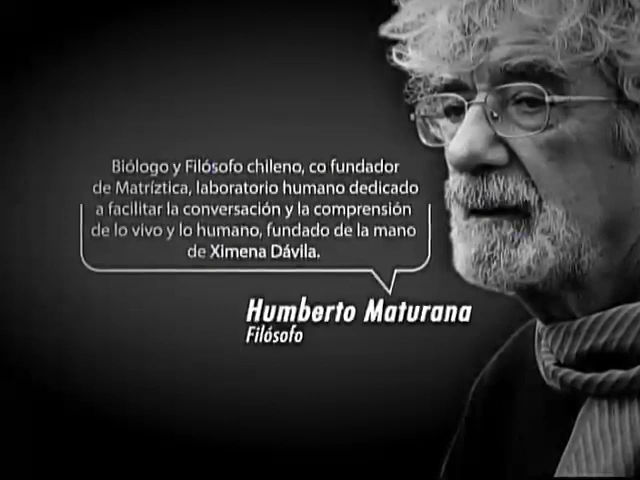 Biólogo y Filósofo chileno, co fundador
de Matríztica, laboratorio humano dedicado
a facilitar la conversación y la comprensión
de lo vivo y lo humano, fundado de la mano
de Ximena Dávila.
Humberto Maturana
Filósofo